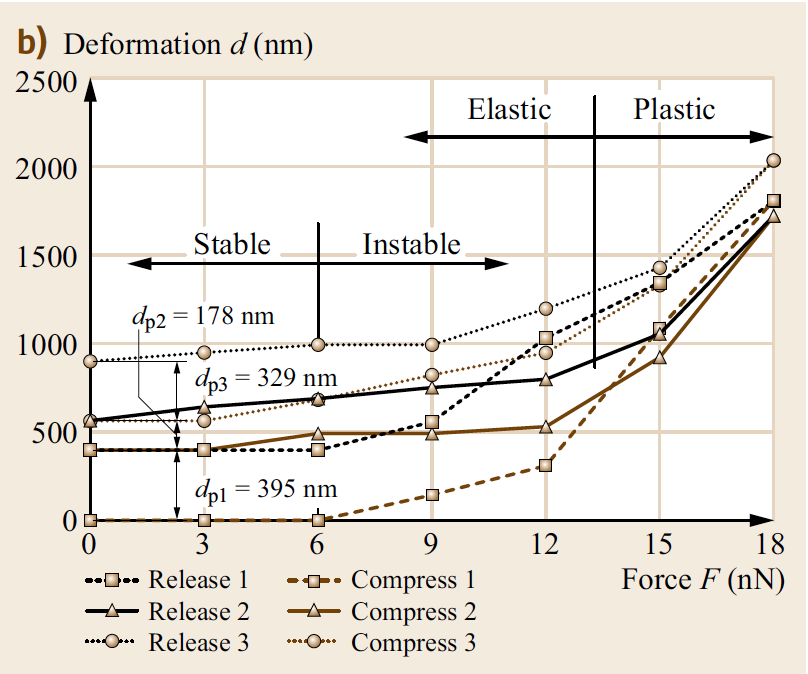 b) Deformation d (nm)
2500
Elastic Plastic
2000
Stable Instable
1500
dp2 = 178 nm
1000
dp3 = 329 nm
500
dp1 = 395 nm
0
0 3 6 9 12 15 18
Force F (nN)
Release 1 Compress 1
Release 2 Compress 2
Release 3 Compress 3